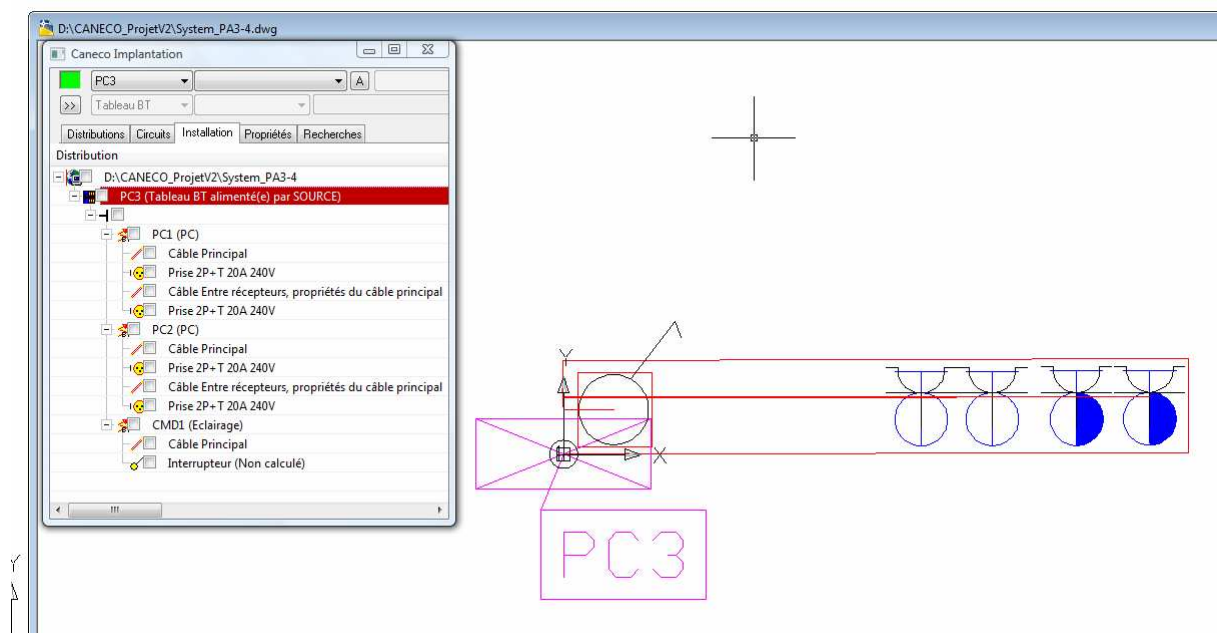 D:\CANECO_ProjetV2\System_PA3-4.dwg
Caneco Implantation
PC3 A
>> Tableau BT
Distributions Circuits Installation Propriétés Recherches
Distribution
D:\CANECO_ProjetV2\System_PA3-4
PC3 (Tableau BT alimenté(e) par SOURCE)
PC1 (PC)
Câble Principal
Prise 2P+T 20A 240V
Câble Entre récepteurs, propriétés du câble principal
Prise 2P+T 20A 240V
PC2 (PC)
Câble Principal
Prise 2P+T 20A 240V
Câble Entre récepteurs, propriétés du câble principal
Prise 2P+T 20A 240V
CMD1 (Eclairage)
Câble Principal
Interrupteur (Non calculé)
Y
X
PC3
Y